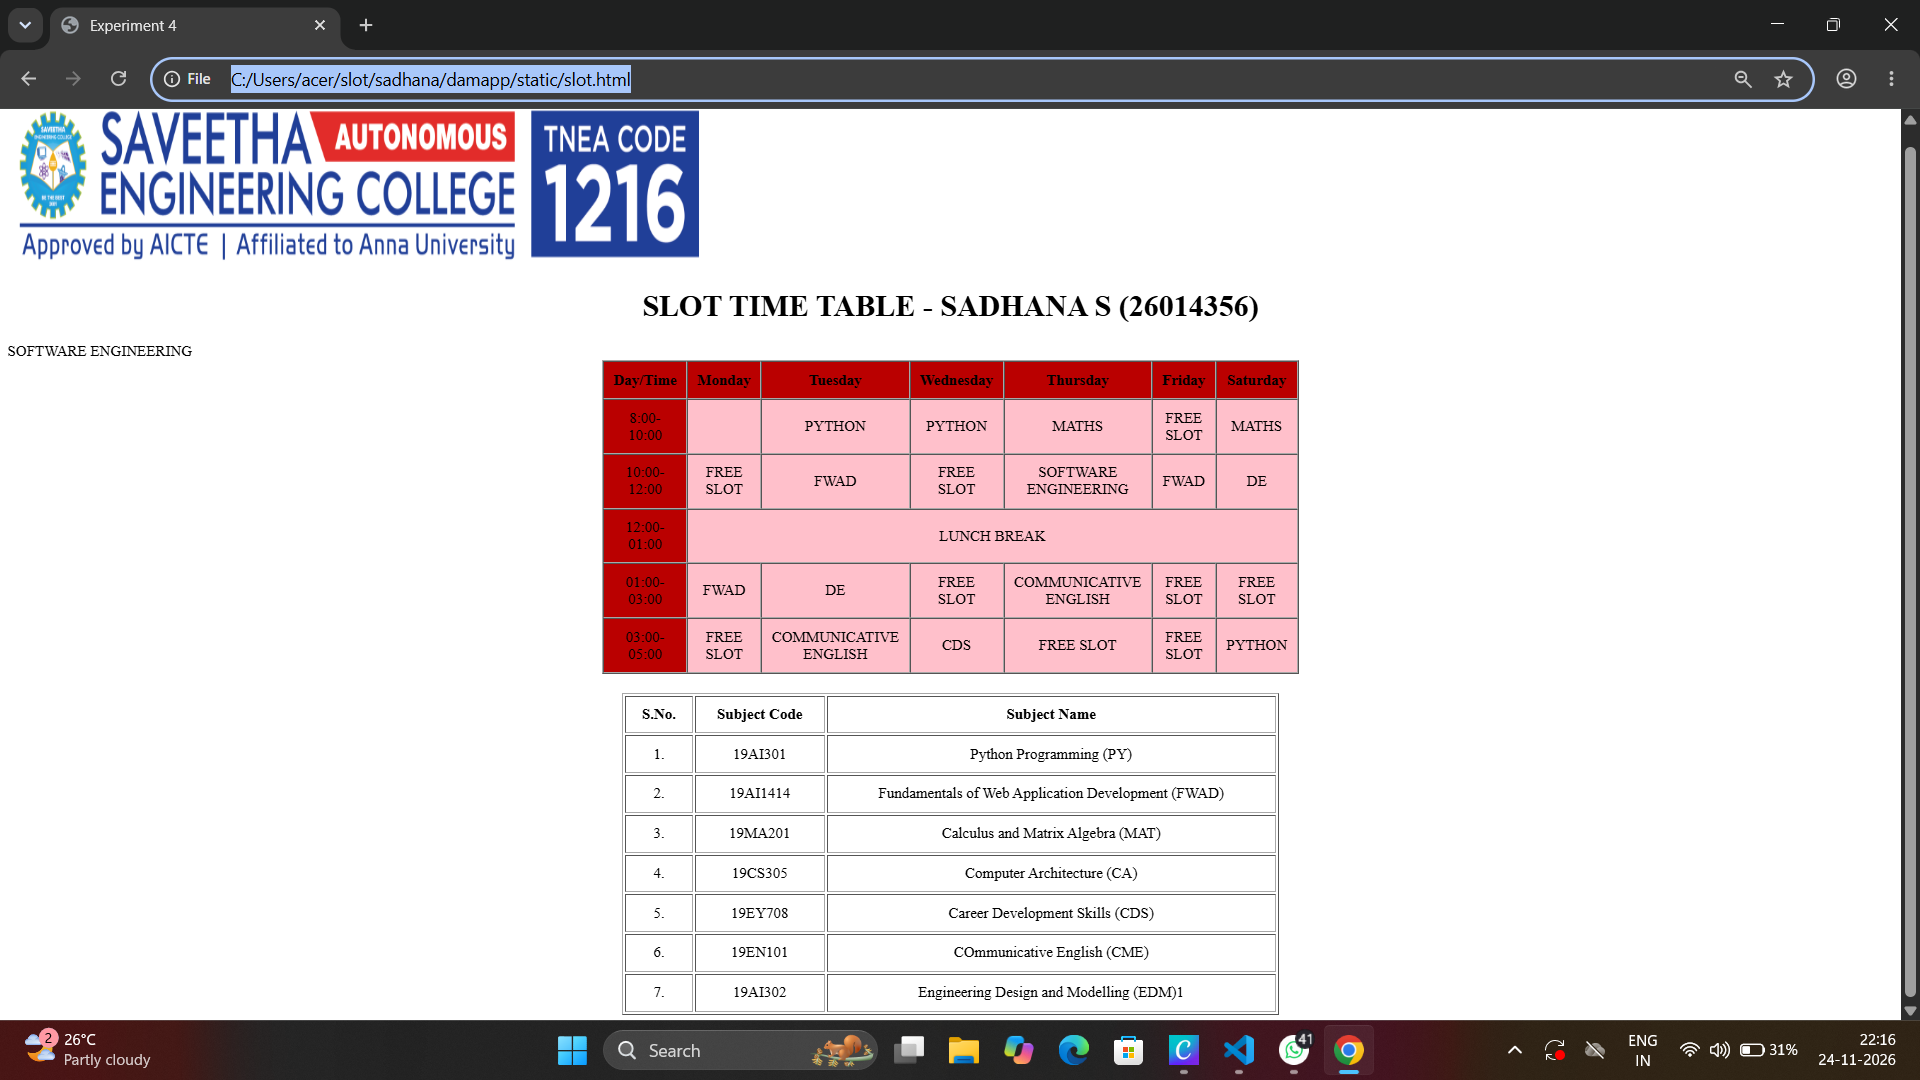 Experiment 4
File C:/Users/acer/slot/sadhana/damapp/static/slot.html
SAVEETHA AUTONOMOUS
ENGINEERING COLLEGE
Approved by AICTE | Affiliated to Anna University
TNEA CODE
1216
SLOT TIME TABLE - SADHANA S (26014356)
SOFTWARE ENGINEERING
Day/Time Monday Tuesday Wednesday Thursday Friday Saturday
8:00-10:00 PYTHON PYTHON MATHS FREE SLOT MATHS
10:00-12:00 FREE SLOT FWAD FREE SLOT SOFTWARE ENGINEERING FWAD DE
12:00-01:00 LUNCH BREAK
01:00-03:00 FWAD DE FREE SLOT COMMUNICATIVE ENGLISH FREE SLOT FREE SLOT
03:00-05:00 FREE SLOT COMMUNICATIVE ENGLISH CDS FREE SLOT FREE SLOT PYTHON
S.No. Subject Code Subject Name
1. 19AI301 Python Programming (PY)
2. 19AI1414 Fundamentals of Web Application Development (FWAD)
3. 19MA201 Calculus and Matrix Algebra (MAT)
4. 19CS305 Computer Architecture (CA)
5. 19EY708 Career Development Skills (CDS)
6. 19EN101 COmmunicative English (CME)
7. 19AI302 Engineering Design and Modelling (EDM)1
2
26°C
Partly cloudy
Search
41
ENG
IN
31%
22:16
24-11-2026